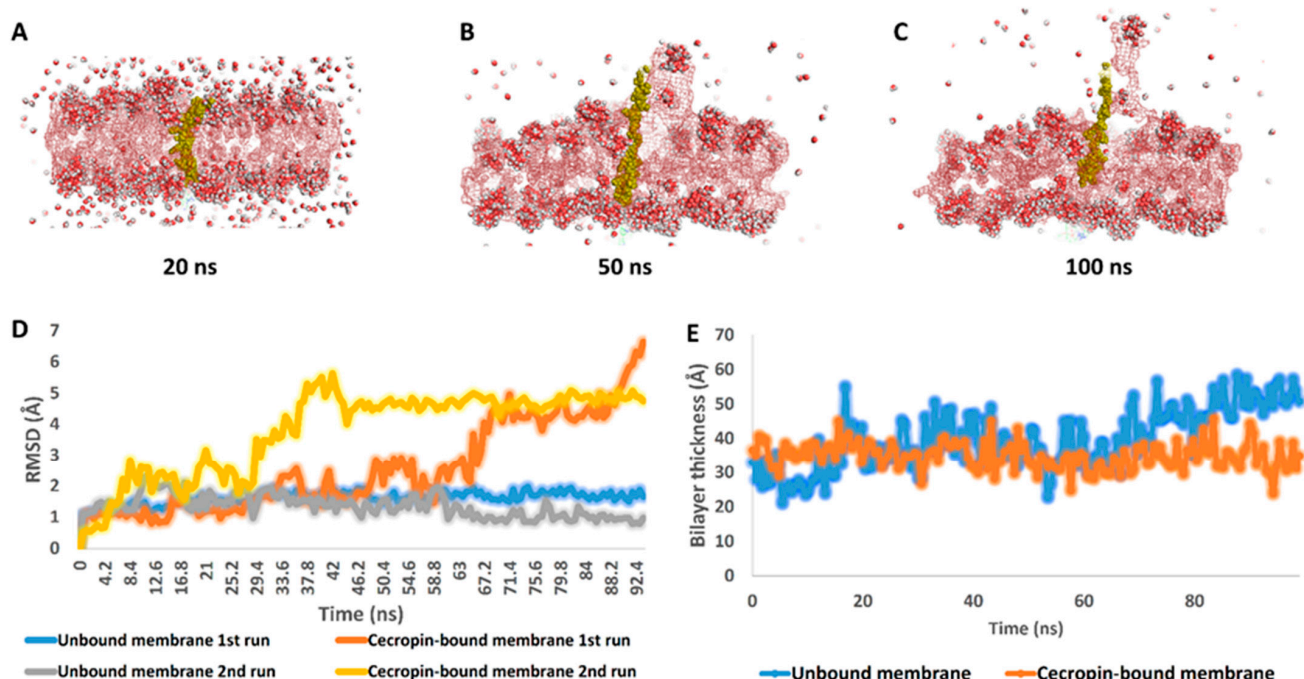 A
B
C
20 ns
50 ns
100 ns
D
7
6
5
4
3
2
1
0
RMSD (Å)
0 4.2 8.4 12.6 16.8 21 25.2 29.4 33.6 37.8 42 46.2 50.4 54.6 58.8 63 67.2 71.4 75.6 79.8 84 88.2 92.4
Time (ns)
Unbound membrane 1st run
Cecropin-bound membrane 1st run
Unbound membrane 2nd run
Cecropin-bound membrane 2nd run
E
70
60
50
40
30
20
10
0
Bilayer thickness (Å)
0 20 40 60 80
Time (ns)
Unbound membrane
Cecropin-bound membrane